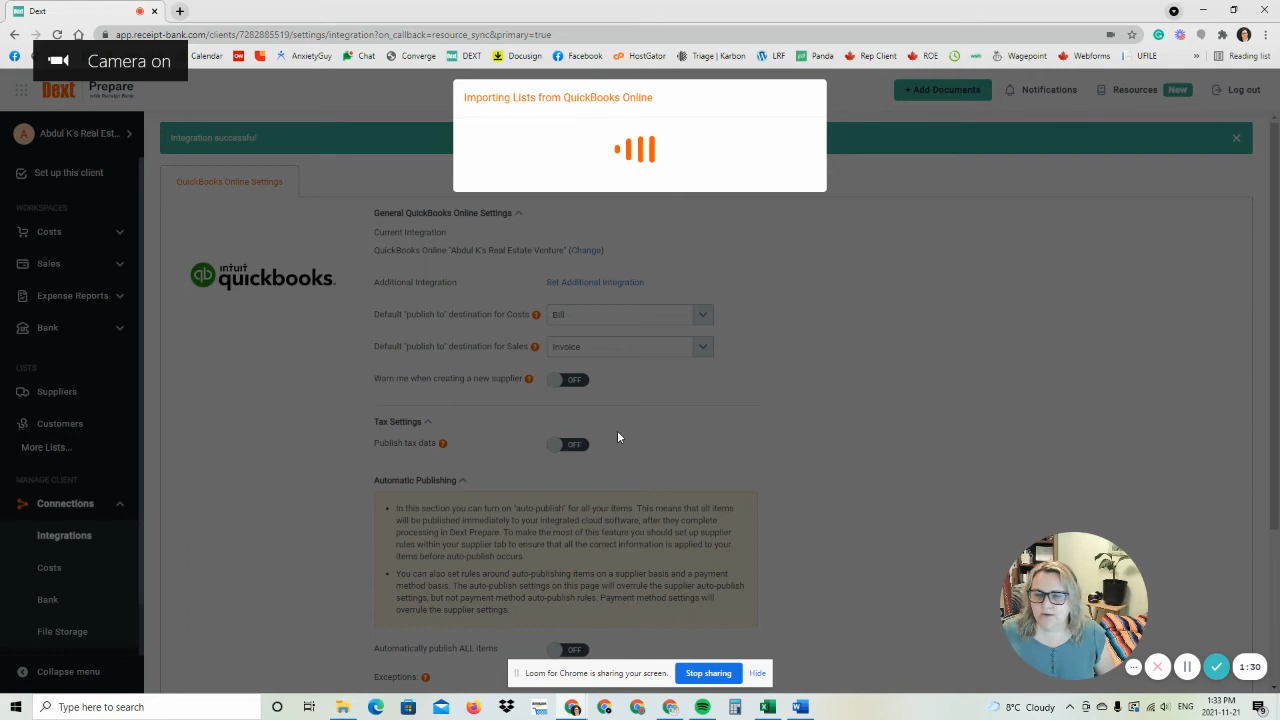 Dext
app.receipt-bank.com/clients/7282885519/settings/integration?on_callback=resource_sync&primary=true
Camera on
Calendar
AnxietyGuy
DEXT
Docusign
Facebook
HostGator
Triage | Karbon
Panda
ROE
WSIB
Taxes
Webforms
Building list
Dext
Prepare
with Receipt Bank
+ Add Documents
Notifications
Resources
New
Log out
Importing Lists from QuickBooks Online
A
Abdul K's Real Est...
Integration successful!
Set up this client
QuickBooks Online Settings
WORKSPACES
Costs
Sales
Expense Reports
Bank
LISTS
Suppliers
Customers
More Lists...
MANAGE CLIENT
Connections
Integrations
Costs
Bank
File Storage
Collapse menu
intuit
quickbooks.
General QuickBooks Online Settings
Current Integration
QuickBooks Online "Abdul K's Real Estate Venture" (Change)
Additional Integration
Set Additional Integration
Default "publish to" destination for Costs ?
Bill
Default "publish to" destination for Sales ?
Invoice
Warn me when creating a new supplier ?
OFF
Tax Settings
Publish tax data ?
OFF
Automatic Publishing
• In this section you can turn on "auto-publish" for all your items. This means that all items
will be published immediately to your integrated cloud software, after they complete
processing in Dext Prepare. To make the most of this feature you should set up supplier
rules within your supplier tab to ensure that all the correct information is applied to your
items before auto-publish occurs.
• You can also set rules around auto-publishing items on a supplier basis and a payment
method basis. The auto-publish settings on this page will overrule the supplier auto-publish
settings, but not payment method auto-publish rules. Payment method settings will
overrule the supplier settings.
Automatically publish ALL Items
OFF
Exceptions: ?
Loom for Chrome is sharing your screen.
Stop sharing
Hide
1:30
Type here to search
8°C Cloudy
1:33 PM
2021-11-21